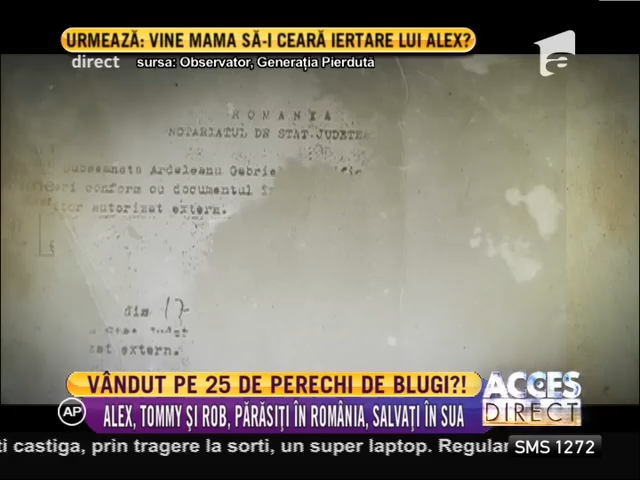 URMEAZĂ: VINE MAMA SĂ-I CEARĂ IERTARE LUI ALEX?
direct
sursa: Observator, Generația Pierdută
ROMANIA
NOTARIATUL DE STAT JUDETE
Subsemnata Ardeleanu Gabriel
conform cu documentul
autorizat extern.
din 17
extern.
VÂNDUT PE 25 DE PERECHI DE BLUGI?!
ACCES
DIRECT
AP
ALEX, TOMMY ȘI ROB, PĂRĂSIȚI ÎN ROMÂNIA, SALVAȚI ÎN SUA
ti castiga, prin tragere la sorti, un super laptop. Regular
SMS 1272